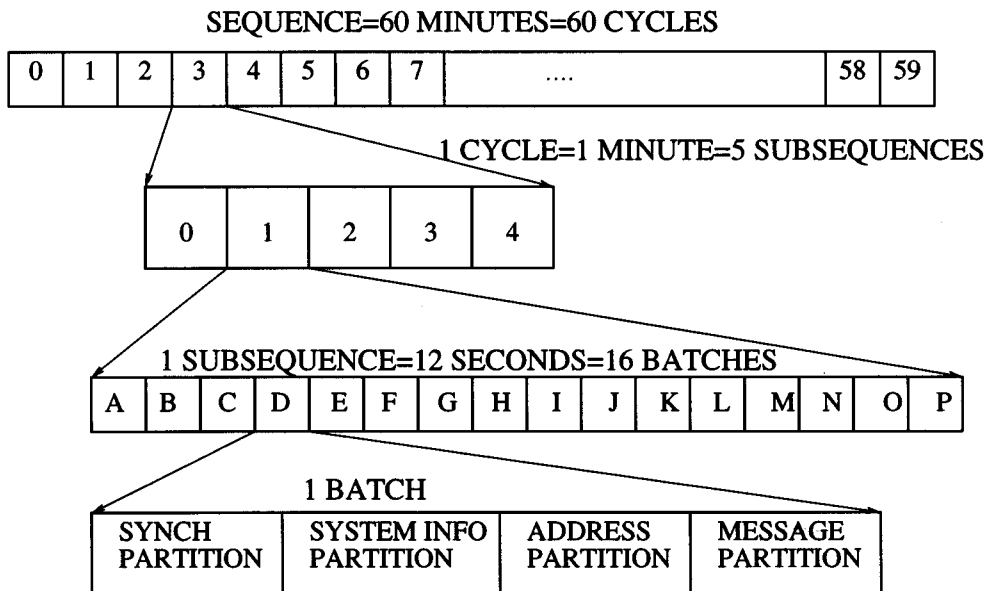 SEQUENCE=60 MINUTES=60 CYCLES
0 1 2 3 4 5 6 7 .... 58 59
1 CYCLE=1 MINUTE=5 SUBSEQUENCES
0 1 2 3 4
1 SUBSEQUENCE=12 SECONDS=16 BATCHES
A B C D E F G H I J K L M N O P
1 BATCH
SYNCH PARTITION
SYSTEM INFO PARTITION
ADDRESS PARTITION
MESSAGE PARTITION